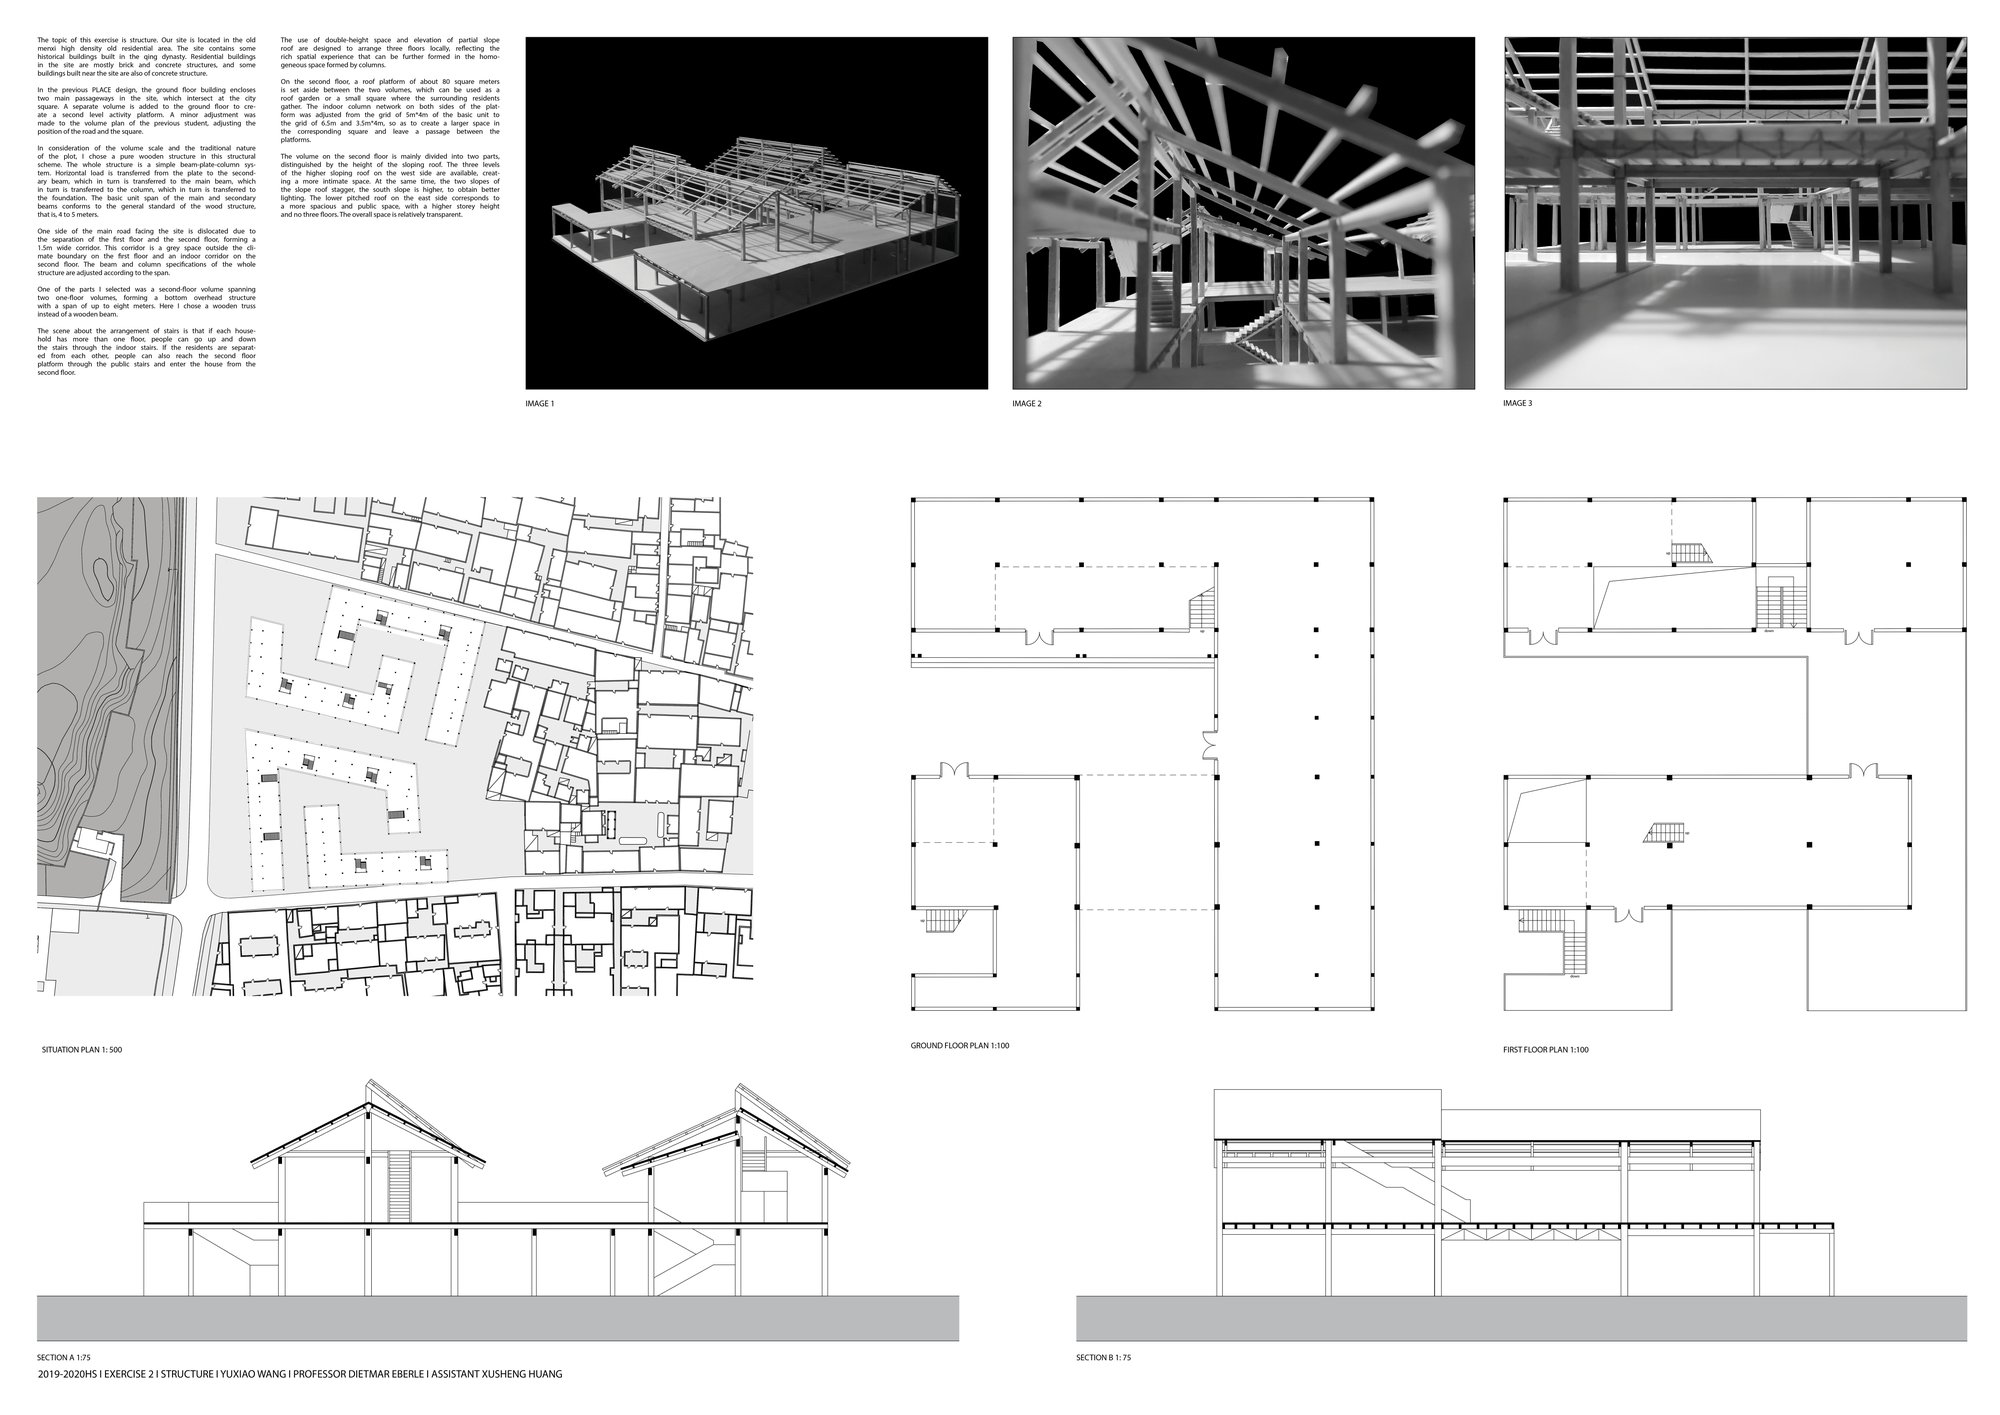 The topic of this exercise is structure. Our site is located in the old
menxi high density old residential area. The site contains some
historical buildings built in the qing dynasty. Residential buildings
in the site are mostly brick and concrete structures, and some
buildings built near the site are also of concrete structure.
In the previous PLACE design, the ground floor building encloses
two main passageways in the site, which intersect at the city
square. A separate volume is added to the ground floor to cre-
ate a second level activity platform. A minor adjustment was
made to the volume plan of the previous student, adjusting the
position of the road and the square.
In consideration of the volume scale and the traditional nature
of the plot, I chose a pure wooden structure in this structural
scheme. The whole structure is a simple beam-plate-column sys-
tem. Horizontal load is transferred from the plate to the second-
ary beam, which in turn is transferred to the main beam, which
in turn is transferred to the column, which in turn is transferred to
the foundation. The basic unit span of the main and secondary
beams conforms to the general standard of the wood structure,
that is, 4 to 5 meters.
One side of the main road facing the site is dislocated due to
the separation of the first floor and the second floor, forming a
1.5m wide corridor. This corridor is a grey space outside the cli-
mate boundary on the first floor and an indoor corridor on the
second floor. The beam and column specifications of the whole
structure are adjusted according to the span.
One of the parts I selected was a second-floor volume spanning
two one-floor volumes, forming a bottom overhead structure
with a span of up to eight meters. Here I chose a wooden truss
instead of a wooden beam.
The scene about the arrangement of stairs is that if each house-
hold has more than one floor, people can go up and down
the stairs through the indoor stairs. If the residents are separat-
ed from each other, people can also reach the second floor
platform through the public stairs and enter the house from the
second floor.
The use of double-height space and elevation of partial slope
roof are designed to arrange three floors locally, reflecting the
rich spatial experience that can be further formed in the homo-
geneous space formed by columns.
On the second floor, a roof platform of about 80 square meters
is set aside between the two volumes, which can be used as a
roof garden or a small square where the surrounding residents
gather. The indoor column network on both sides of the plat-
form was adjusted from the grid of 5m*4m of the basic unit to
the grid of 6.5m and 3.5m*4m, so as to create a larger space in
the corresponding square and leave a passage between the
platforms.
The volume on the second floor is mainly divided into two parts,
distinguished by the height of the sloping roof. The three levels
of the higher sloping roof on the west side are available, creat-
ing a more intimate space. At the same time, the two slopes of
the slope roof stagger, the south slope is higher, to obtain better
lighting. The lower pitched roof on the east side corresponds to
a more spacious and public space, with a higher storey height
and no three floors. The overall space is relatively transparent.
IMAGE 1
IMAGE 2
IMAGE 3
up
up
up
down
up
down
SITUATION PLAN 1: 500
GROUND FLOOR PLAN 1:100
FIRST FLOOR PLAN 1:100
SECTION A 1:75
SECTION B 1: 75
2019-2020HS I EXERCISE 2 I STRUCTURE I YUXIAO WANG I PROFESSOR DIETMAR EBERLE I ASSISTANT XUSHENG HUANG